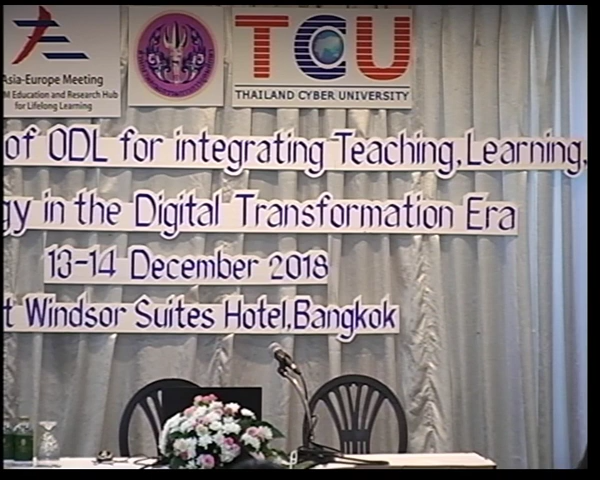 Asia-Europe Meeting
M Education and Research Hub
for Lifelong Learning
TCU
THAILAND CYBER UNIVERSITY
of ODL for integrating Teaching,Learning,
gy in the Digital Transformation Era
13-14 December 2018
t Windsor Suites Hotel,Bangkok